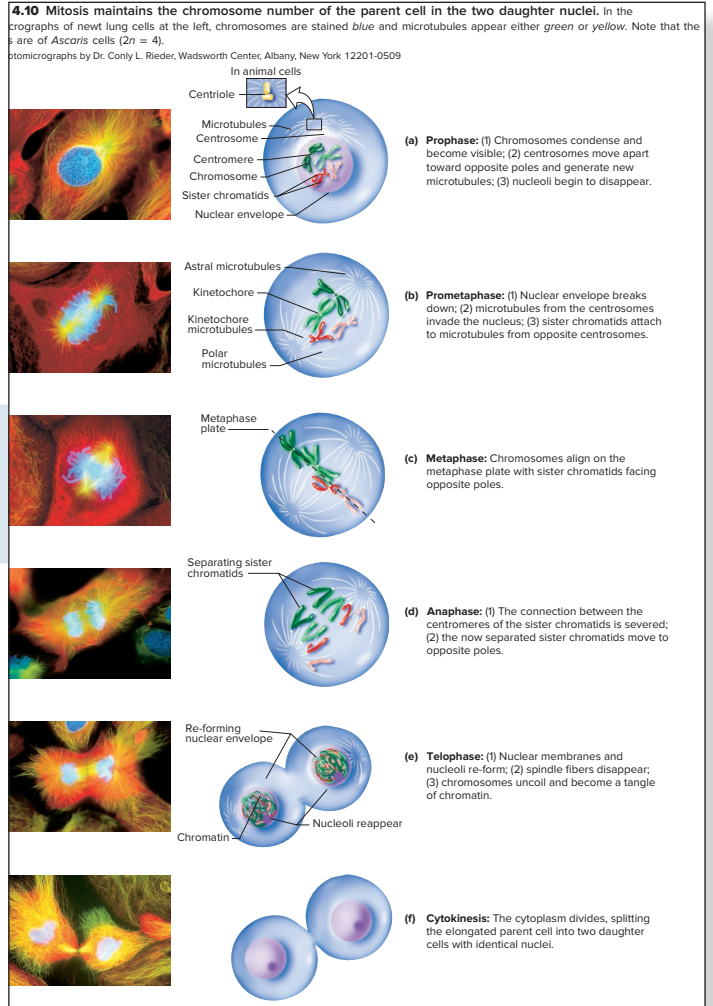 4.10 Mitosis maintains the chromosome number of the parent cell in the two daughter nuclei. In the
crographs of newt lung cells at the left, chromosomes are stained blue and microtubules appear either green or yellow. Note that the
s are of Ascaris cells (2n = 4).
otomicrographs by Dr. Conly L. Rieder, Wadsworth Center, Albany, New York 12201-0509
In animal cells
Centriole
Microtubules
Centrosome
Centromere
Chromosome
Sister chromatids
Nuclear envelope
(a) Prophase: (1) Chromosomes condense and
become visible; (2) centrosomes move apart
toward opposite poles and generate new
microtubules; (3) nucleoli begin to disappear.
Astral microtubules
Kinetochore
Kinetochore
microtubules
Polar
microtubules
(b) Prometaphase: (1) Nuclear envelope breaks
down; (2) microtubules from the centrosomes
invade the nucleus; (3) sister chromatids attach
to microtubules from opposite centrosomes.
Metaphase
plate
(c) Metaphase: Chromosomes align on the
metaphase plate with sister chromatids facing
opposite poles.
Separating sister
chromatids
(d) Anaphase: (1) The connection between the
centromeres of the sister chromatids is severed;
(2) the now separated sister chromatids move to
opposite poles.
Re-forming
nuclear envelope
Chromatin
Nucleoli reappear
(e) Telophase: (1) Nuclear membranes and
nucleoli re-form; (2) spindle fibers disappear;
(3) chromosomes uncoil and become a tangle
of chromatin.
(f) Cytokinesis: The cytoplasm divides, splitting
the elongated parent cell into two daughter
cells with identical nuclei.